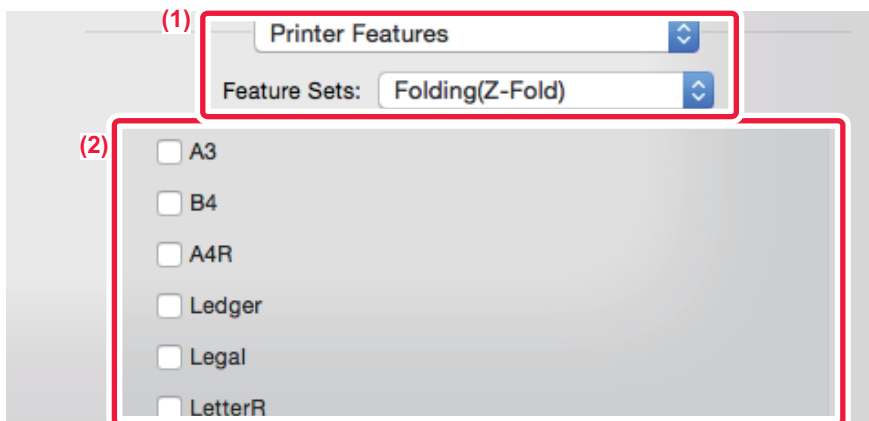 (1)
Printer Features
Feature Sets: Folding(Z-Fold)
(2)
A3
B4
A4R
Ledger
Legal
LetterR